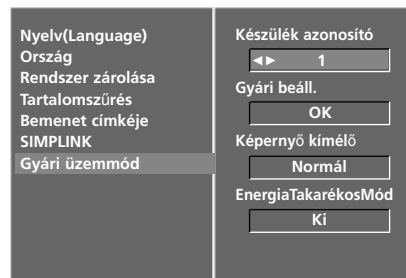 Nyelv(Language)
Ország
Rendszer zárolása
Tartalomszűrés
Bemenet címkéje
SIMPLINK
Gyári üzemmód
Készülék azonosító
◄► 1
Gyári beáll.
OK
Képernyő kímélő
Normál
EnergiaTakarékosMód
Ki